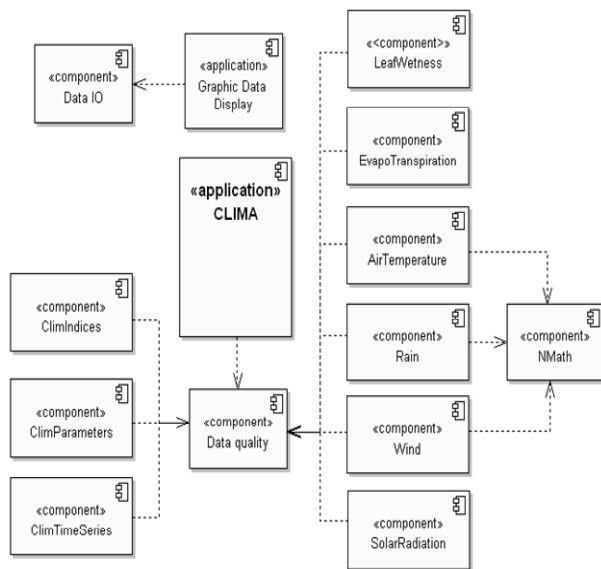 «component»
Data IO
«application»
Graphic Data
Display
«<component>»
LeafWetness
«component»
EvapoTranspiration
«application»
CLIMA
«component»
AirTemperature
«component»
ClimIndices
«component»
Rain
«component»
NMath
«component»
ClimParameters
«component»
Data quality
«component»
Wind
«component»
ClimTimeSeries
«component»
SolarRadiation